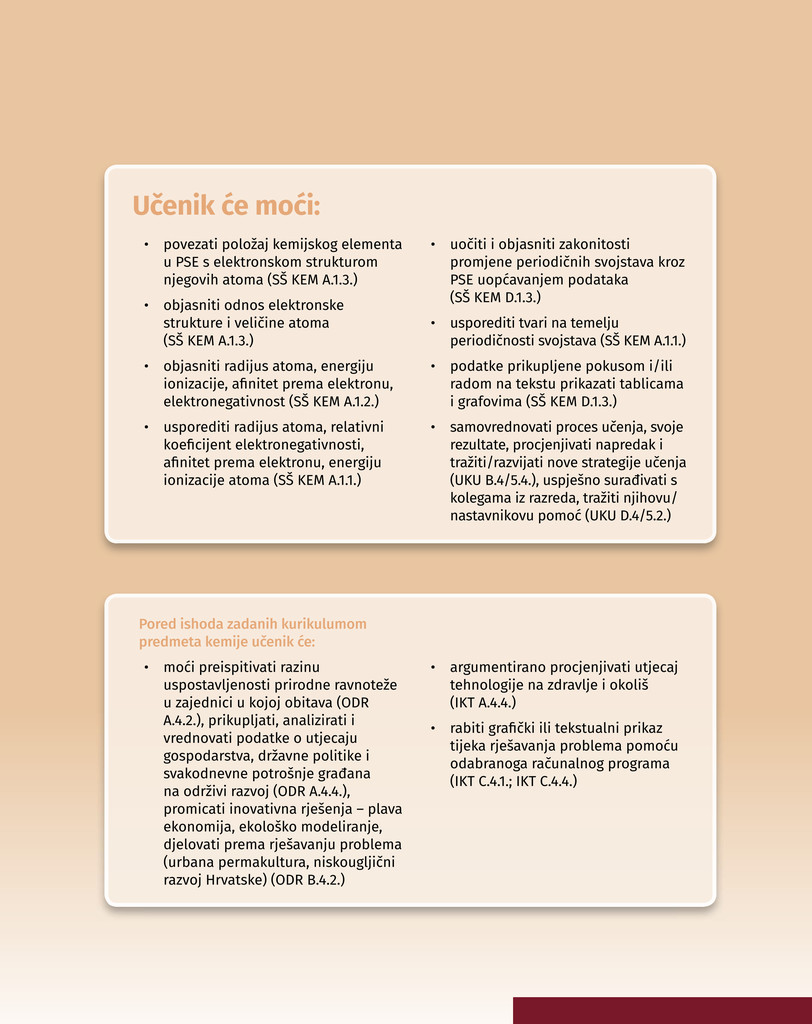 Učenik će moći:
• povezati položaj kemijskog elementa
u PSE s elektronskom strukturom
njegovih atoma (SŠ KEM A.1.3.)
• objasniti odnos elektronske
strukture i veličine atoma
(SŠ KEM A.1.3.)
• objasniti radijus atoma, energiju
ionizacije, afinitet prema elektronu,
elektronegativnost (SŠ KEM A.1.2.)
• usporediti radijus atoma, relativni
koeficijent elektronegativnosti,
afinitet prema elektronu, energiju
ionizacije atoma (SŠ KEM A.1.1.)
• uočiti i objasniti zakonitosti
promjene periodičnih svojstava kroz
PSE uopćavanjem podataka
(SŠ KEM D.1.3.)
• usporediti tvari na temelju
periodičnosti svojstava (SŠ KEM A.1.1.)
• podatke prikupljene pokusom i/ili
radom na tekstu prikazati tablicama
i grafovima (SŠ KEM D.1.3.)
• samovrednovati proces učenja, svoje
rezultate, procjenjivati napredak i
tražiti/razvijati nove strategije učenja
(UKU B.4/5.4.), uspješno surađivati s
kolegama iz razreda, tražiti njihovu/
nastavnikovu pomoć (UKU D.4/5.2.)
Pored ishoda zadanih kurikulumom
predmeta kemije učenik će:
• moći preispitivati razinu
uspostavljenosti prirodne ravnoteže
u zajednici u kojoj obitava (ODR
A.4.2.), prikupljati, analizirati i
vrednovati podatke o utjecaju
gospodarstva, državne politike i
svakodnevne potrošnje građana
na održivi razvoj (ODR A.4.4.),
promicati inovativna rješenja – plava
ekonomija, ekološko modeliranje,
djelovati prema rješavanju problema
(urbana permakultura, niskougljični
razvoj Hrvatske) (ODR B.4.2.)
• argumentirano procjenjivati utjecaj
tehnologije na zdravlje i okoliš
(IKT A.4.4.)
• rabiti grafički ili tekstualni prikaz
tijeka rješavanja problema pomoću
odabranoga računalnog programa
(IKT C.4.1.; IKT C.4.4.)